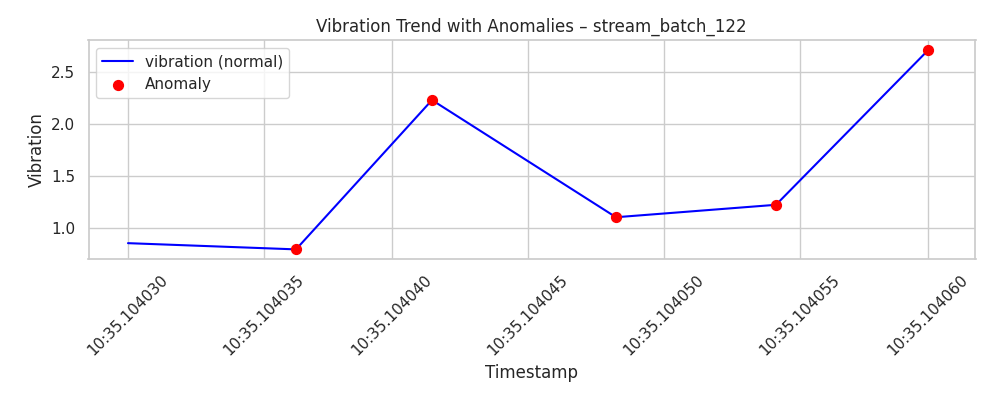 Vibration Trend with Anomalies – stream_batch_122
vibration (normal)
Anomaly
Vibration
2.5
2.0
1.5
1.0
10:35.104030
10:35.104035
10:35.104040
10:35.104045
10:35.104050
10:35.104055
10:35.104060
Timestamp